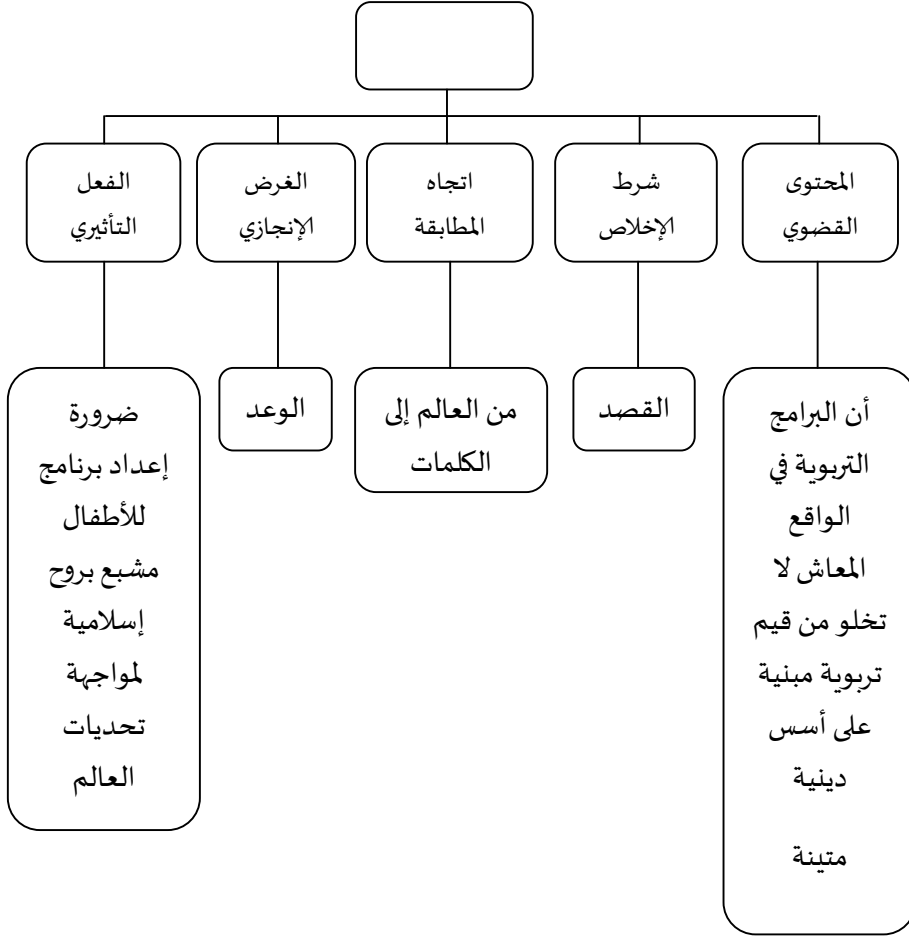 المحتوى
القضوي
شرط
الإخلاص
اتجاه
المطابقة
الغرض
الإنجازي
الفعل
التأثيري
أن البرامج
التربوية في
الواقع
المعاش لا
تخلو من قيم
تربوية مبنية
على أسس
دينية
متينة
القصد
من العالم إلى
الكلمات
الوعد
ضرورة
إعداد برنامج
للأطفال
مشبع بروح
إسلامية
لمواجهة
تحديات
العالم